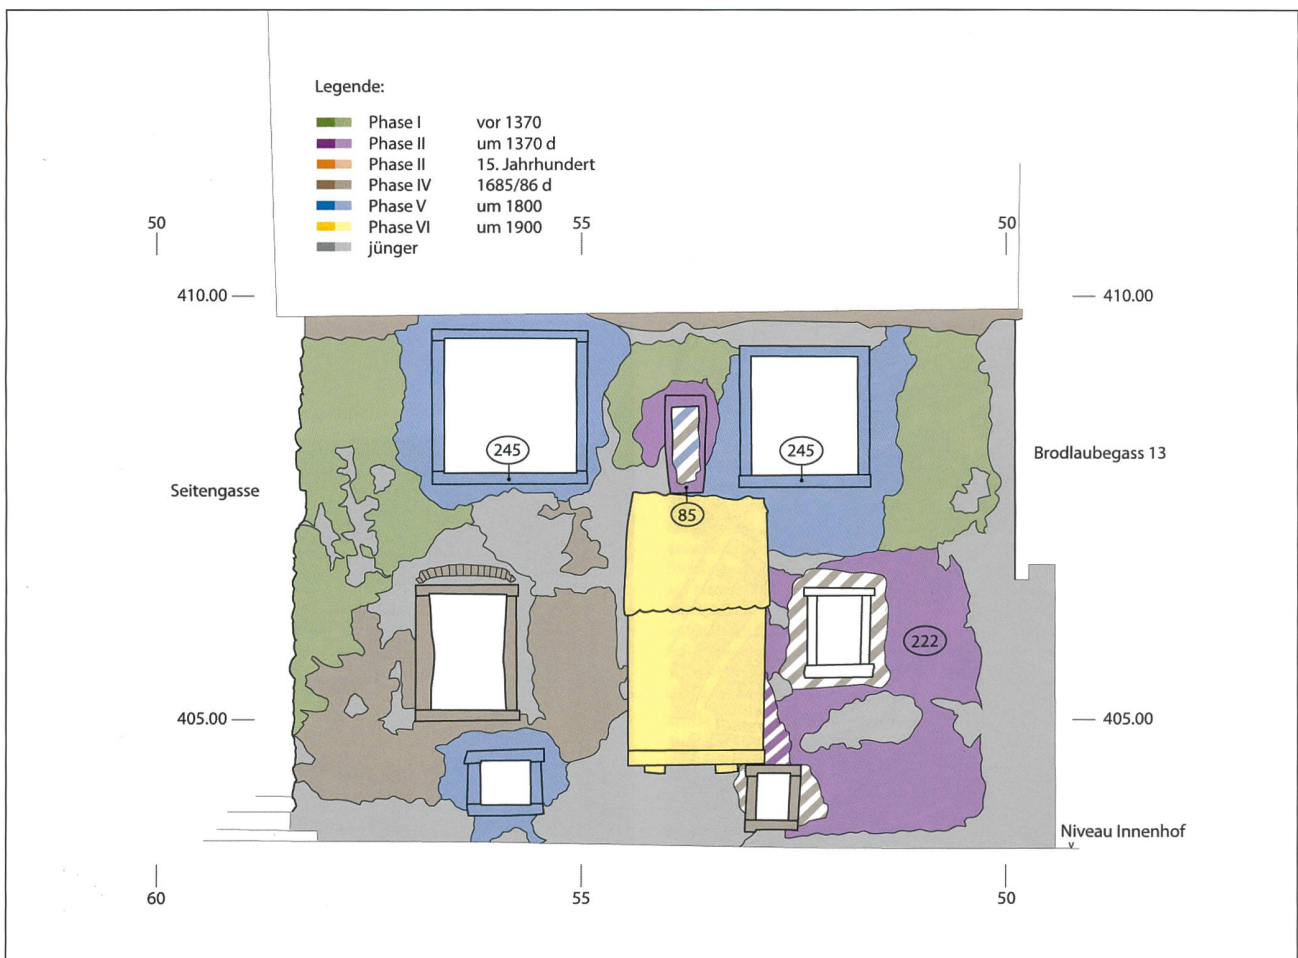 Legende:
Phase I vor 1370
Phase II um 1370 d
Phase II 15. Jahrhundert
Phase IV 1685/86 d
Phase V um 1800
Phase VI um 1900
jünger
50 55 50
410.00 410.00
245 245
Brodlaubegass 13
Seitengasse
85
222
405.00 405.00
Niveau Innenhof
60 55 50